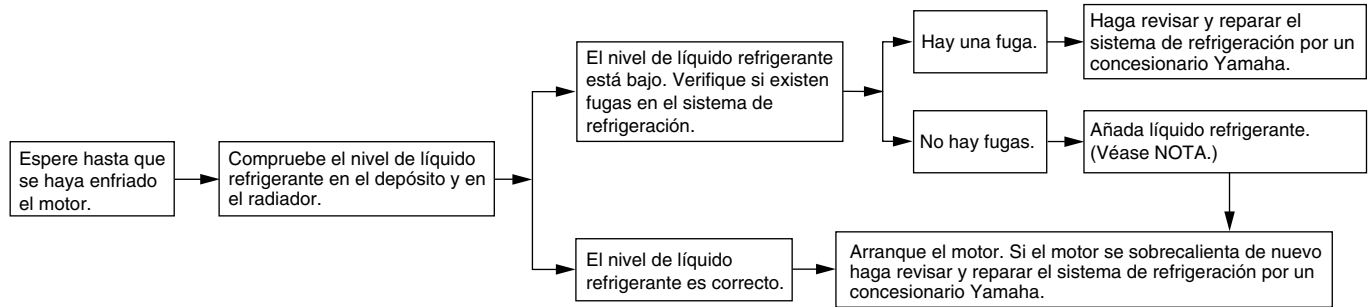 Espere hasta que
se haya enfriado
el motor.
Compruebe el nivel de líquido
refrigerante en el depósito y en
el radiador.
El nivel de líquido refrigerante
está bajo. Verifique si existen
fugas en el sistema de
refrigeración.
Hay una fuga.
Haga revisar y reparar el
sistema de refrigeración por un
concesionario Yamaha.
No hay fugas.
Añada líquido refrigerante.
(Véase NOTA.)
El nivel de líquido
refrigerante es correcto.
Arranque el motor. Si el motor se sobrecalienta de nuevo
haga revisar y reparar el sistema de refrigeración por un
concesionario Yamaha.